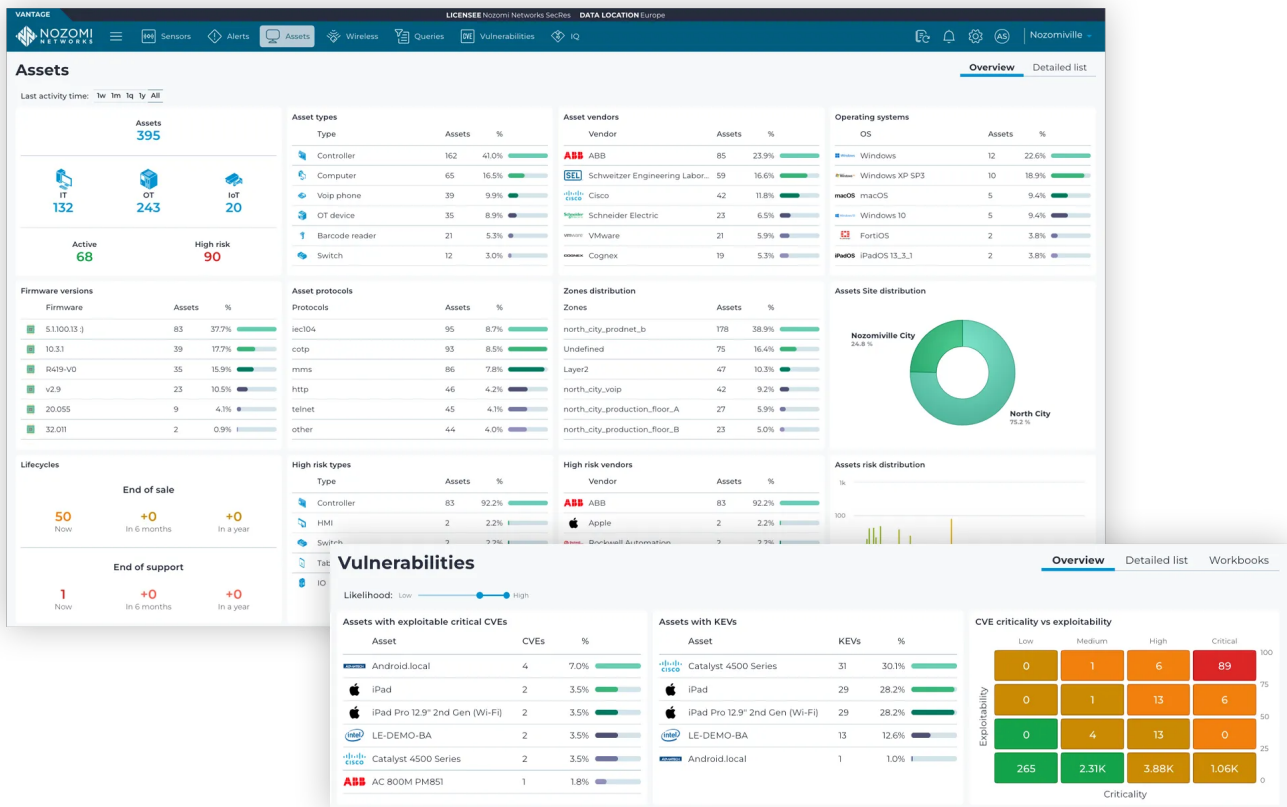 VANTAGE
LICENSEE Nozomi Networks SecRes DATA LOCATION Europe
NOZOMI NETWORKS
Sensors Alerts Assets Wireless Queries CVE Vulnerabilities IQ AS Nozomiville
Assets
Overview Detailed list
Last activity time: 1w 1m 1q 1y All
Assets
395
IT OT IoT
132 243 20
Active High risk
68 90
Asset types
Type Assets %
Controller 162 41.0%
Computer 65 16.5%
Voip phone 39 9.9%
OT device 35 8.9%
Barcode reader 21 5.3%
Switch 12 3.0%
Asset vendors
Vendor Assets %
ABB ABB 85 23.9%
SEL Schweitzer Engineering Labor... 59 16.6%
CISCO Cisco 42 11.8%
Schneider Electric 23 6.5%
VMware 21 5.9%
COGNEX Cognex 19 5.3%
Operating systems
OS Assets %
Windows 12 22.6%
Windows XP SP3 10 18.9%
macOS macOS 5 9.4%
Windows 10 5 9.4%
FortiOS 2 3.8%
iPadOS iPadOS 13_3_1 2 3.8%
Firmware versions
Firmware Assets %
5.1.100.13 :) 83 37.7%
10.3.1 39 17.7%
R419-V0 35 15.9%
v2.9 23 10.5%
20.055 9 4.1%
32.011 2 0.9%
Asset protocols
Protocols Assets %
iec104 95 8.7%
cotp 93 8.5%
mms 86 7.8%
http 46 4.2%
telnet 45 4.1%
other 44 4.0%
Zones distribution
Zones Assets %
north_city_prodnet_b 178 38.9%
Undefined 75 16.4%
Layer2 47 10.3%
north_city_voip 42 9.2%
north_city_production_floor_A 27 5.9%
north_city_production_floor_B 23 5.0%
Assets Site distribution
Nozomiville City
24.8 %
North City
75.2 %
Lifecycles
End of sale
50 +0 +0
Now In 6 months In a year
End of support
1 +0 +0
Now In 6 months In a year
High risk types
Type Assets %
Controller 83 92.2%
HMI 2 2.2%
Switch 2 2.2%
Tab
IO
High risk vendors
Vendor Assets %
ABB ABB 83 92.2%
Apple 2 2.2%
Rockwell Automation 2 2.2%
Assets risk distribution
1k
100
Vulnerabilities
Overview Detailed list Workbooks
Likelihood: Low High
Assets with exploitable critical CVEs
Asset CVEs %
Android.local 4 7.0%
iPad 2 3.5%
iPad Pro 12.9" 2nd Gen (Wi-Fi) 2 3.5%
intel LE-DEMO-BA 2 3.5%
CISCO Catalyst 4500 Series 2 3.5%
ABB AC 800M PM851 1 1.8%
Assets with KEVs
Asset KEVs %
CISCO Catalyst 4500 Series 31 30.1%
iPad 29 28.2%
iPad Pro 12.9" 2nd Gen (Wi-Fi) 29 28.2%
intel LE-DEMO-BA 13 12.6%
Android.local 1 1.0%
CVE criticality vs exploitability
Low Medium High Critical
100
0 1 6 89
75
0 1 13 6
50
0 4 13 0
25
265 2.31K 3.88K 1.06K
0
Exploitability
Criticality